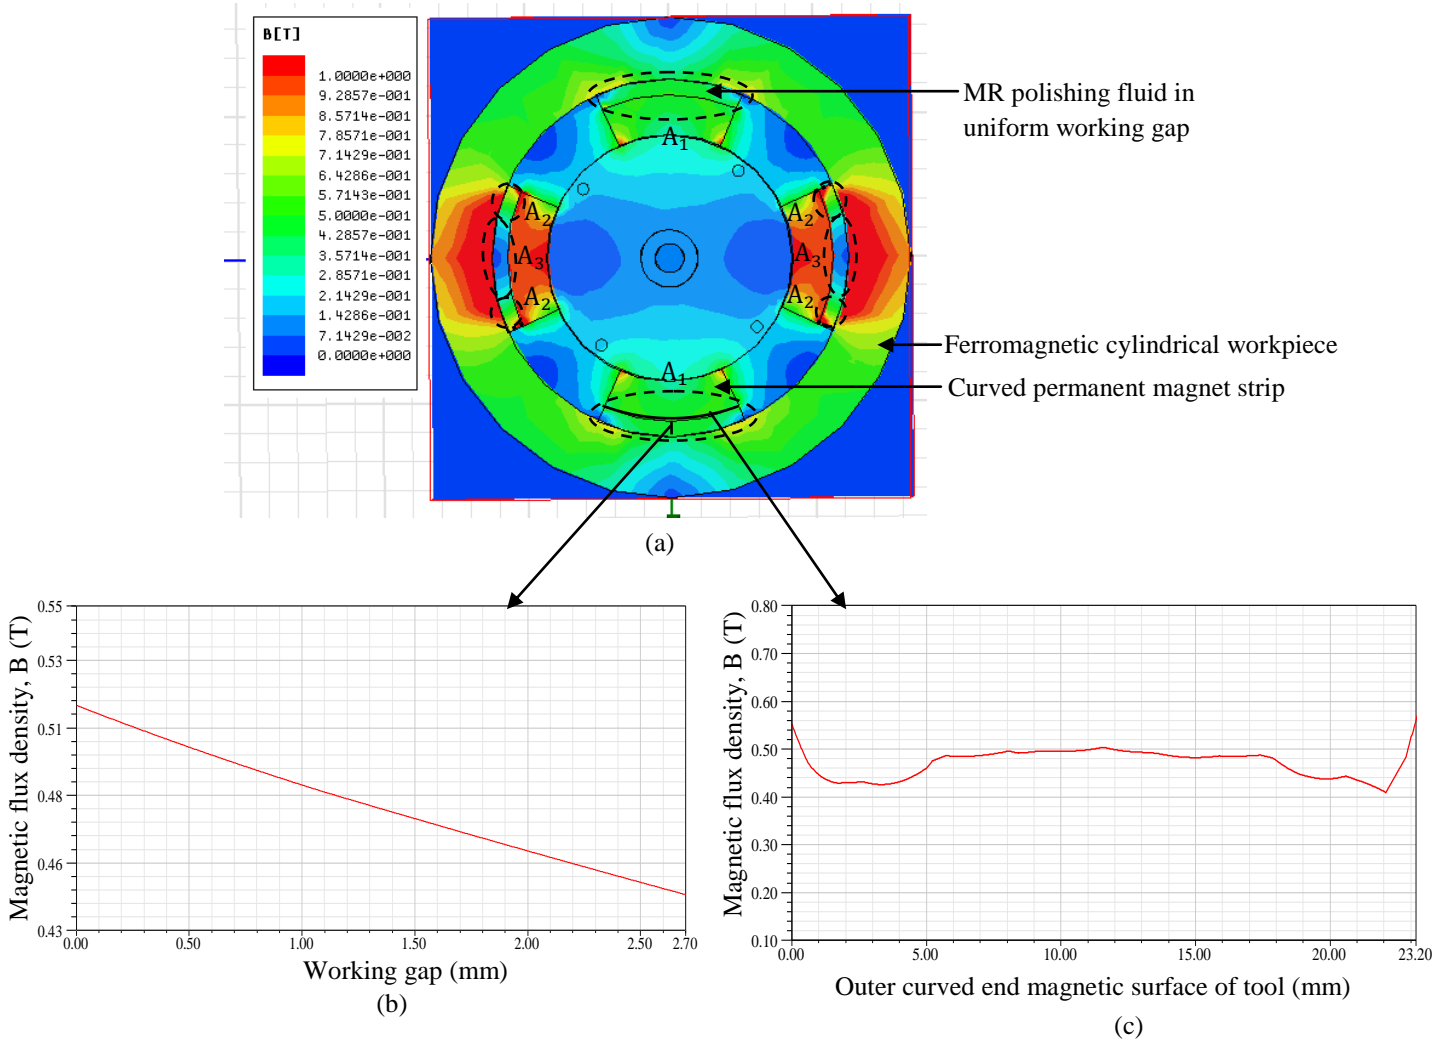 B[T]
1.0000e+000
9.2857e-001
8.5714e-001
7.8571e-001
7.1429e-001
6.4286e-001
5.7143e-001
5.0000e-001
4.2857e-001
3.5714e-001
2.8571e-001
2.1429e-001
1.4286e-001
7.1429e-002
0.0000e+000
A1
A2
A2
A3
A3
A2
A2
A1
MR polishing fluid in
uniform working gap
Ferromagnetic cylindrical workpiece
Curved permanent magnet strip
(a)
Magnetic flux density, B (T)
0.55
0.53
0.51
0.48
0.46
0.43
0.00 0.50 1.00 1.50 2.00 2.50 2.70
Working gap (mm)
(b)
Magnetic flux density, B (T)
0.80
0.70
0.60
0.50
0.40
0.30
0.20
0.10
0.00 5.00 10.00 15.00 20.00 23.20
Outer curved end magnetic surface of tool (mm)
(c)